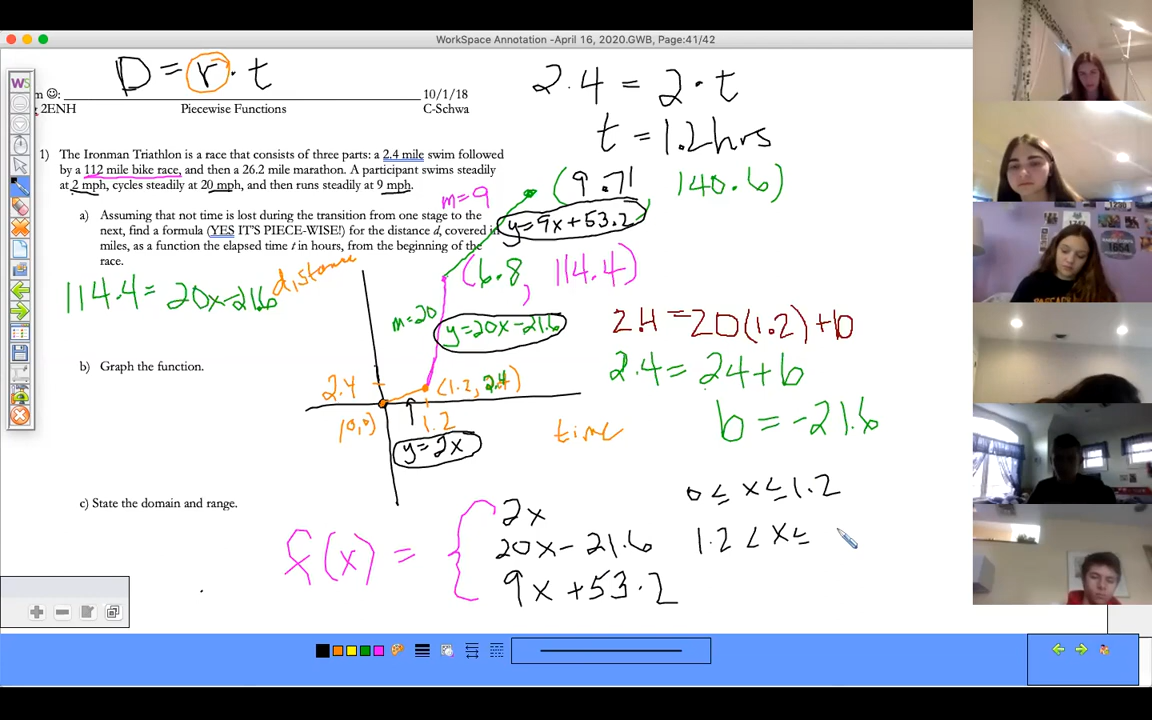 WorkSpace Annotation -April 16, 2020.GWB, Page:41/42
D = r · t
2.4 = 2 · t
t = 1.2 hrs
m ☺:
10/1/18
2ENH
Piecewise Functions
C-Schwa
1) The Ironman Triathlon is a race that consists of three parts: a 2.4 mile swim followed
by a 112 mile bike race, and then a 26.2 mile marathon. A participant swims steadily
at 2 mph, cycles steadily at 20 mph, and then runs steadily at 9 mph.
m=9
(9.71 140.6)
a) Assuming that not time is lost during the transition from one stage to the
next, find a formula (YES IT'S PIECE-WISE!) for the distance d, covered in
miles, as a function the elapsed time t in hours, from the beginning of the
race.
y=9x+53.2
(6.8, 114.4)
distance
114.4= 20x-21.6
m=20
y=20x-21.6
2.4=20(1.2)+b
b) Graph the function.
2.4=24+b
2.4
(1.2, 2.4)
(0,0)
1.2
time
b=-21.6
y=2x
c) State the domain and range.
f(x) =
2x
0 ≤ x ≤ 1.2
20x-21.6
1.2 < x ≤
9x+53.2
1654